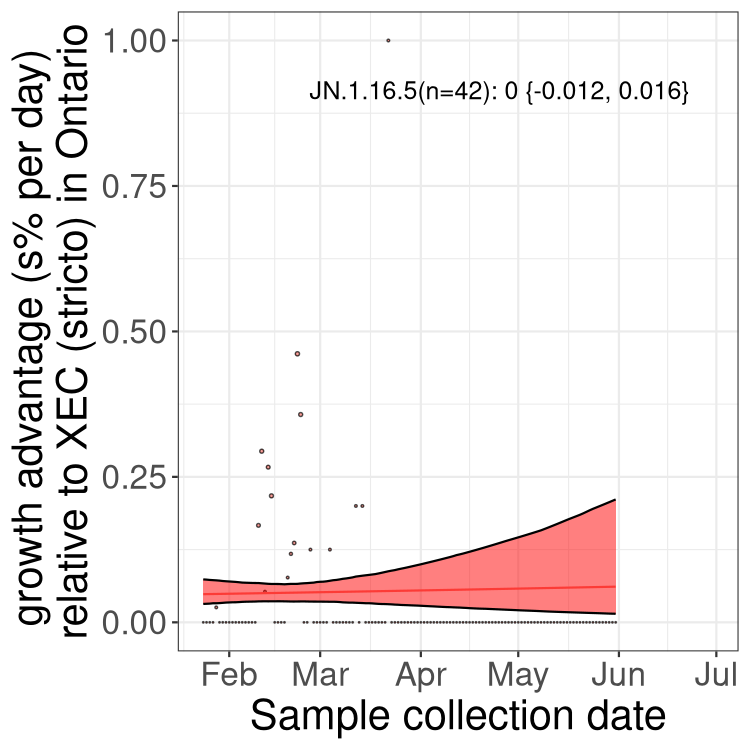 growth advantage (s% per day)
relative to XEC (stricto) in Ontario
1.00
0.75
0.50
0.25
0.00
JN.1.16.5(n=42): 0 {-0.012, 0.016}
Feb Mar Apr May Jun Jul
Sample collection date